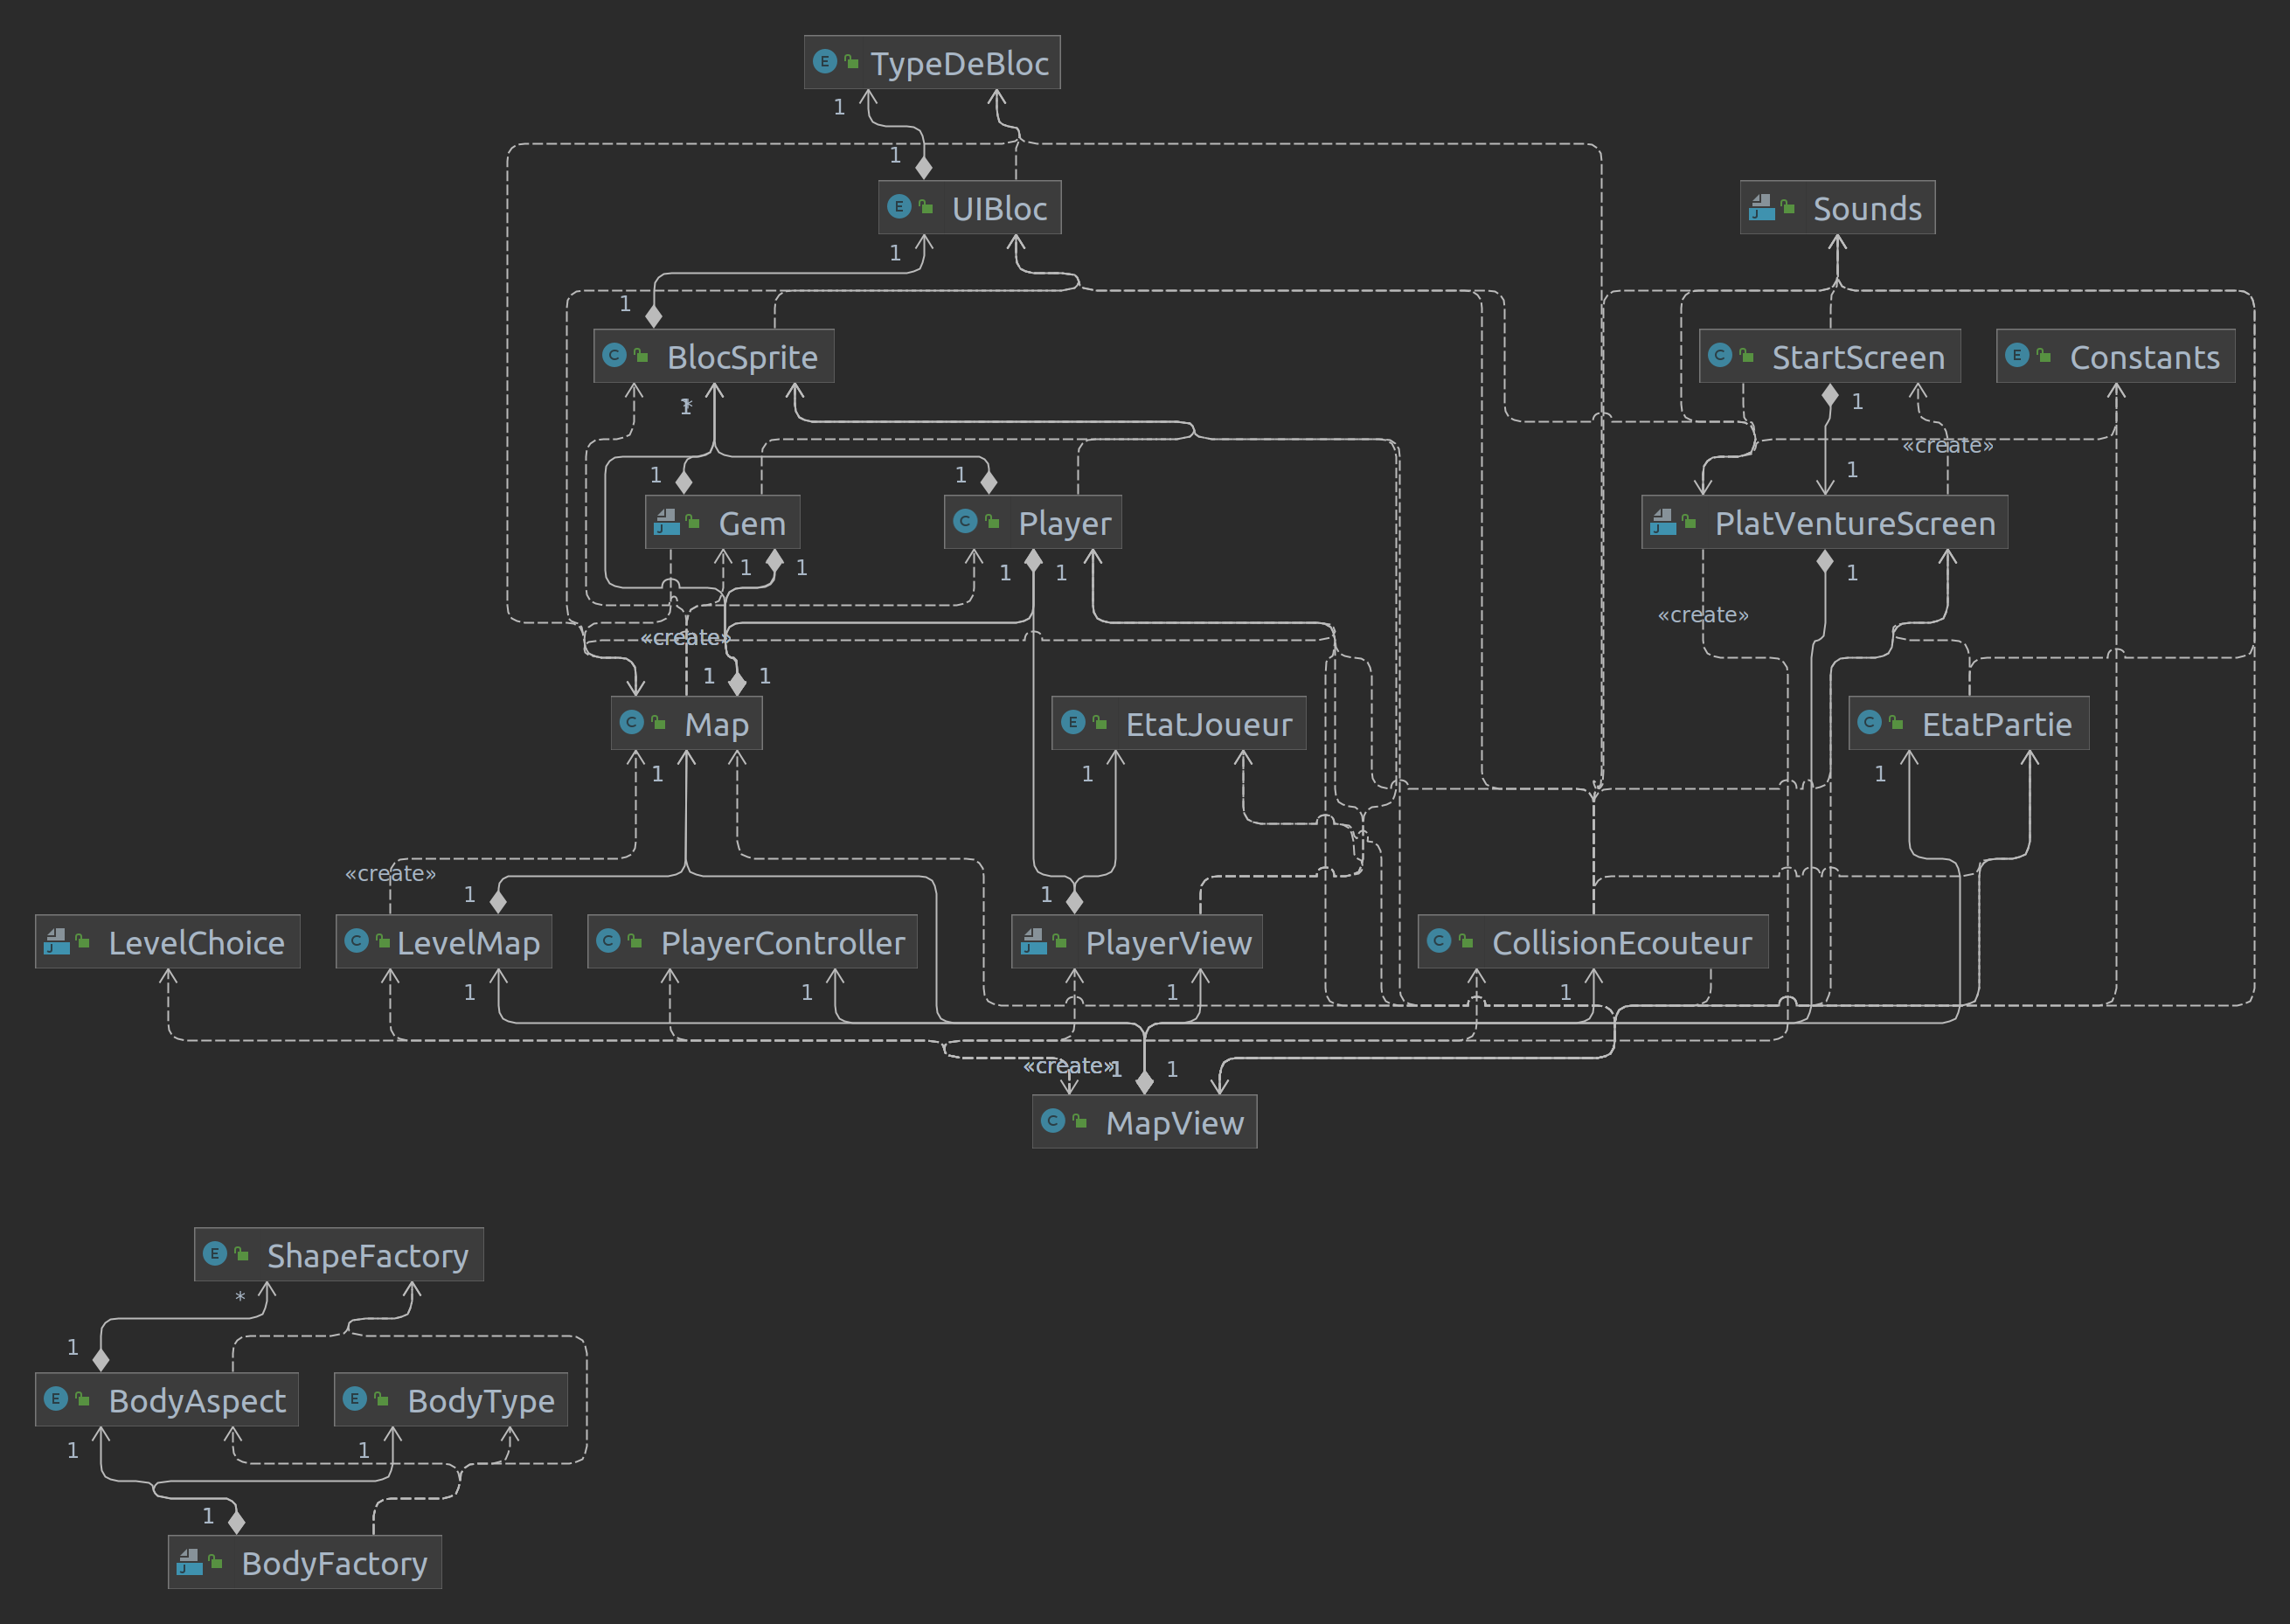 TypeDeBloc
1
1
UIBloc
Sounds
1
1
BlocSprite
StartScreen
Constants
1
*
1
«create»
1
1
1
Gem
Player
PlatVentureScreen
1
1
1
1
1
«create»
«create»
1
1
Map
EtatJoueur
EtatPartie
1
1
1
«create»
1
1
LevelChoice
LevelMap
PlayerController
PlayerView
CollisionEcouteur
1
1
1
1
«create»
1
1
MapView
ShapeFactory
*
1
BodyAspect
BodyType
1
1
1
BodyFactory